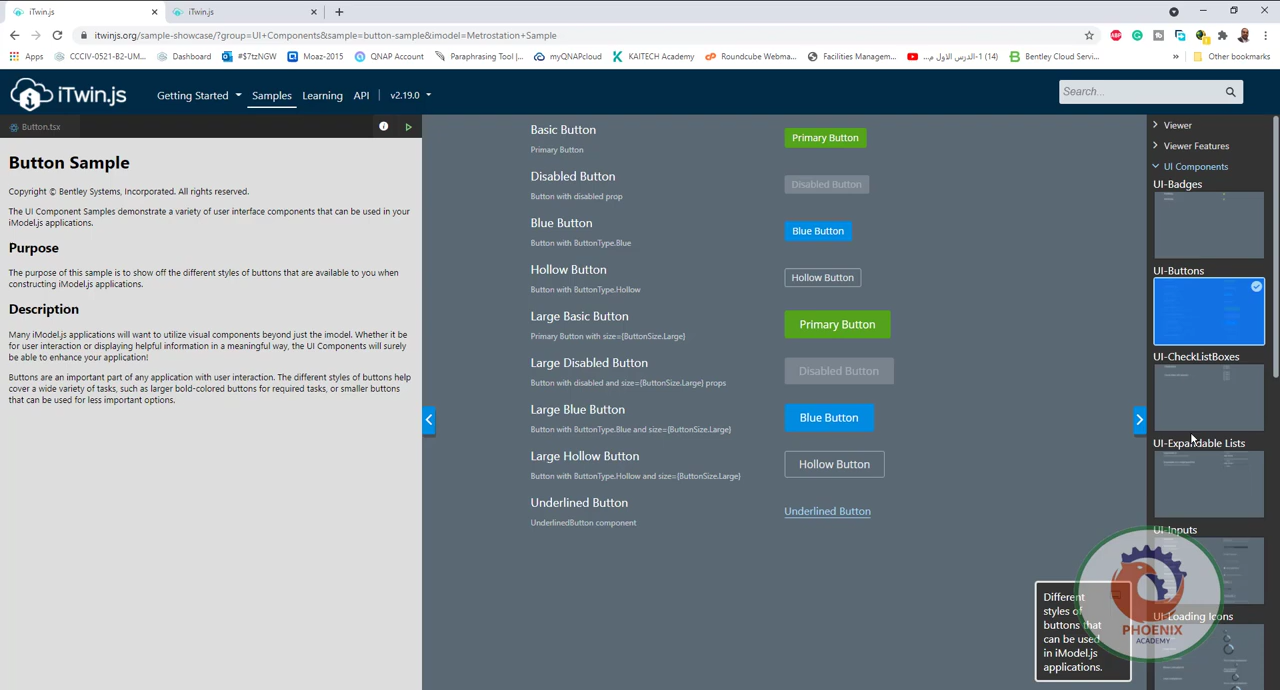 iTwin.js
iTwin.js
itwinjs.org/sample-showcase/?group=UI+Components&sample=button-sample&imodel=Metrostation+Sample
Apps
CCCIV-0521-B2-UM...
Dashboard
#$7tzNGW
Moaz-2015
QNAP Account
Paraphrasing Tool |...
myQNAPcloud
KAITECH Academy
Roundcube Webma...
Facilities Managem...
(14) 1-الدرس الاول م...
Bentley Cloud Servi...
Other bookmarks
iTwin.js
Getting Started
Samples
Learning
API
v2.19.0
Search...
Button.tsx
Button Sample
Copyright © Bentley Systems, Incorporated. All rights reserved.
The UI Component Samples demonstrate a variety of user interface components that can be used in your
iModel.js applications.
Purpose
The purpose of this sample is to show off the different styles of buttons that are available to you when
constructing iModel.js applications.
Description
Many iModel.js applications will want to utilize visual components beyond just the imodel. Whether it be
for user interaction or displaying helpful information in a meaningful way, the UI Components will surely
be able to enhance your application!
Buttons are an important part of any application with user interaction. The different styles of buttons help
cover a wide variety of tasks, such as larger bold-colored buttons for required tasks, or smaller buttons
that can be used for less important options.
Basic Button
Primary Button
Primary Button
Disabled Button
Button with disabled prop
Disabled Button
Blue Button
Button with ButtonType.Blue
Blue Button
Hollow Button
Button with ButtonType.Hollow
Hollow Button
Large Basic Button
Primary Button with size={ButtonSize.Large}
Primary Button
Large Disabled Button
Button with disabled and size={ButtonSize.Large} props
Disabled Button
Large Blue Button
Button with ButtonType.Blue and size={ButtonSize.Large}
Blue Button
Large Hollow Button
Button with ButtonType.Hollow and size={ButtonSize.Large}
Hollow Button
Underlined Button
UnderlinedButton component
Underlined Button
Viewer
Viewer Features
UI Components
UI-Badges
UI-Buttons
UI-CheckListBoxes
UI-Expandable Lists
UI-Inputs
UI-Loading Icons
Different
styles of
buttons that
can be used
in iModel.js
applications.
PHOENIX
ACADEMY